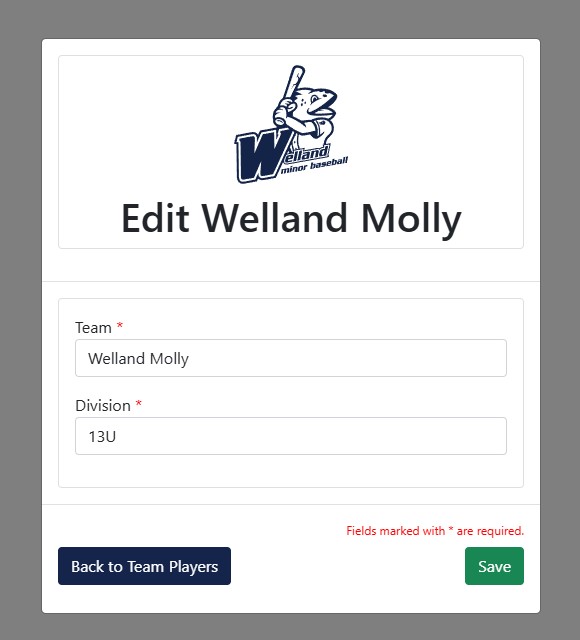 Welland
minor baseball
Edit Welland Molly
Team *
Welland Molly
Division *
13U
Fields marked with * are required.
Back to Team Players
Save